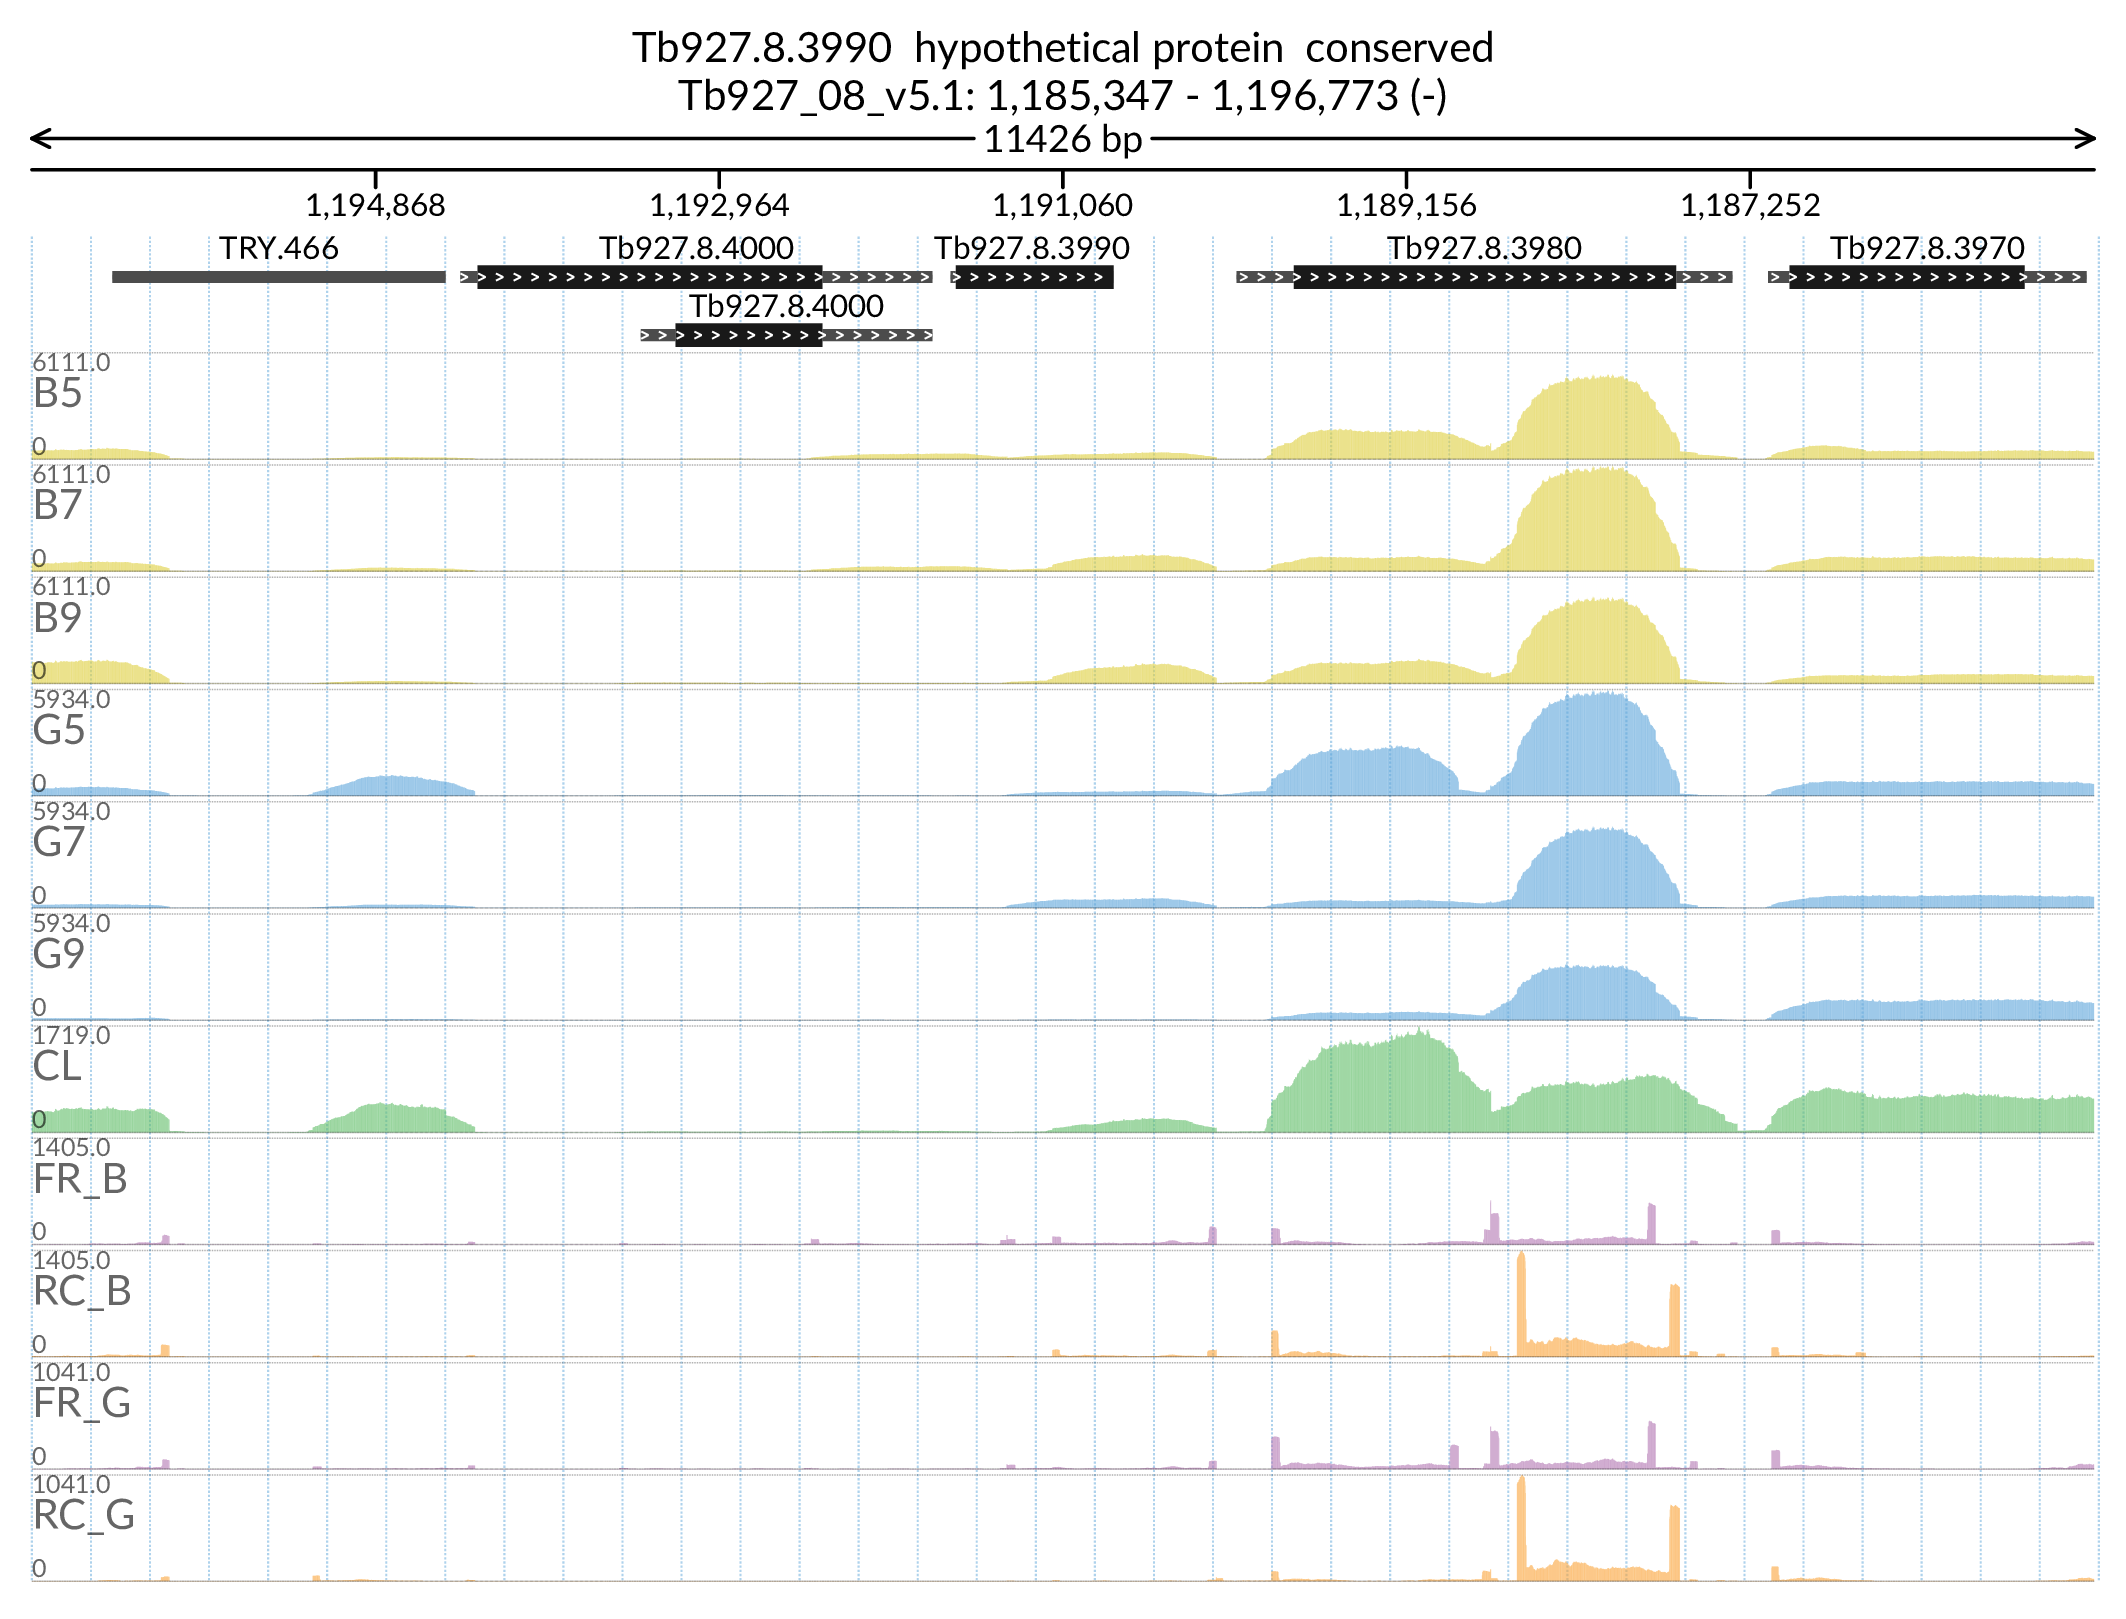 Tb927.8.3990  hypothetical protein  conserved
Tb927_08_v5.1: 1,185,347 - 1,196,773 (-)
11426 bp
1,194,868 1,192,964 1,191,060 1,189,156 1,187,252
TRY.466 Tb927.8.4000 Tb927.8.3990 Tb927.8.3980 Tb927.8.3970
Tb927.8.4000
6111.0
B5
0
6111.0
B7
0
6111.0
B9
0
5934.0
G5
0
5934.0
G7
0
5934.0
G9
0
1719.0
CL
0
1405.0
FR_B
0
1405.0
RC_B
0
1041.0
FR_G
0
1041.0
RC_G
0